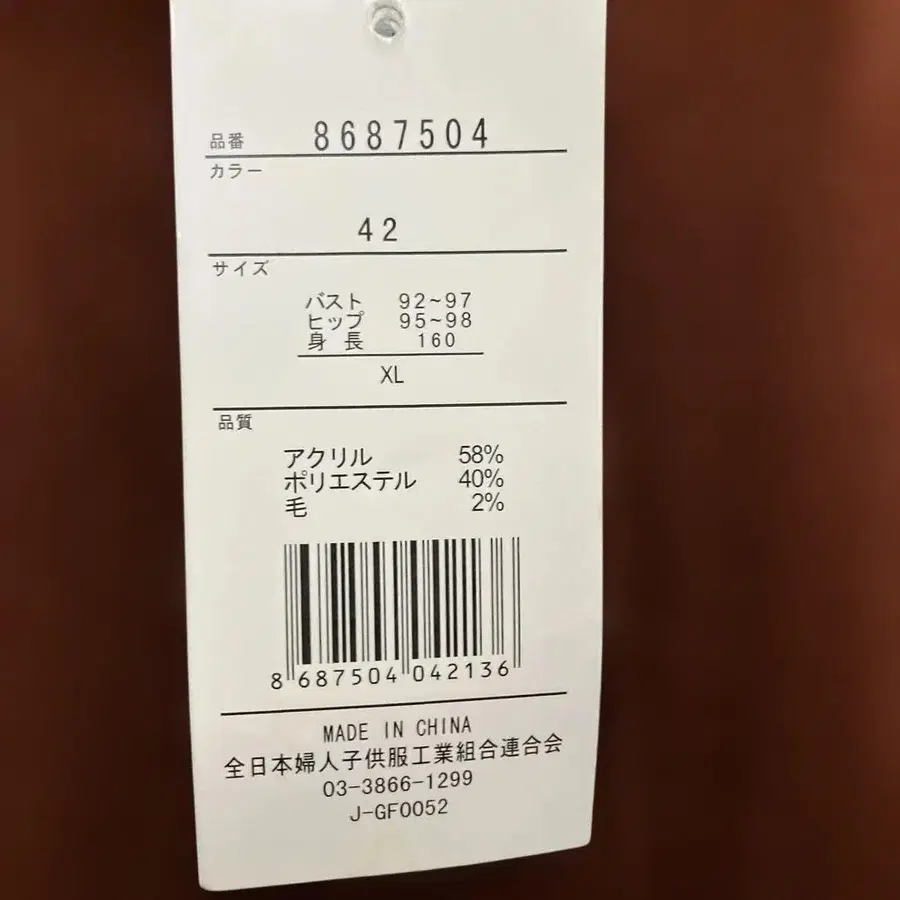 品番 8687504
カラー
42
サイズ
バスト 92~97
ヒップ 95~98
身長 160
XL
品質
アクリル 58%
ポリエステル 40%
毛 2%
8 687504 042136
MADE IN CHINA
全日本婦人子供服工業組合連合会
03-3866-1299
J-GF0052